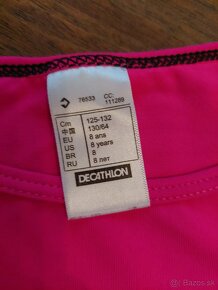 76533
CC:
111289
Cm 125-132
中国 130/64
EU 8 ans
US 8 years
BR 8
RU 8 лет
DECATHLON
bazar.sk